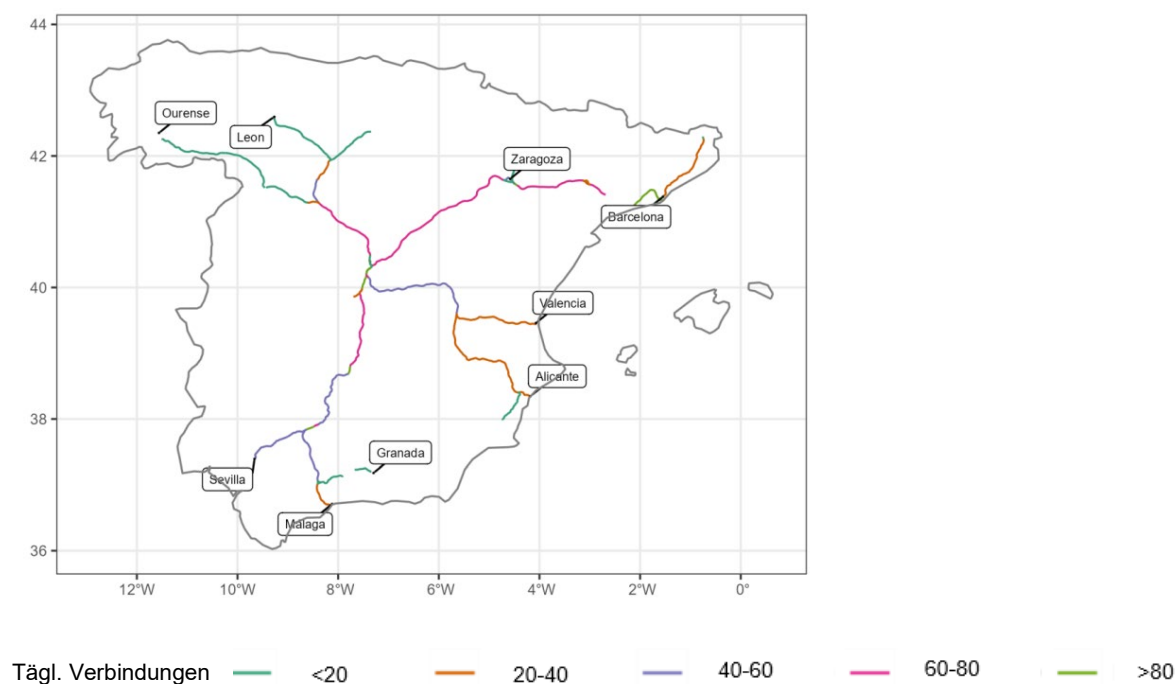 44
Ourense
Leon
42
Zaragoza
Barcelona
40
Valencia
Alicante
38
Granada
Sevilla
Malaga
36
12°W 10°W 8°W 6°W 4°W 2°W 0°
Tägl. Verbindungen <20 20-40 40-60 60-80 >80